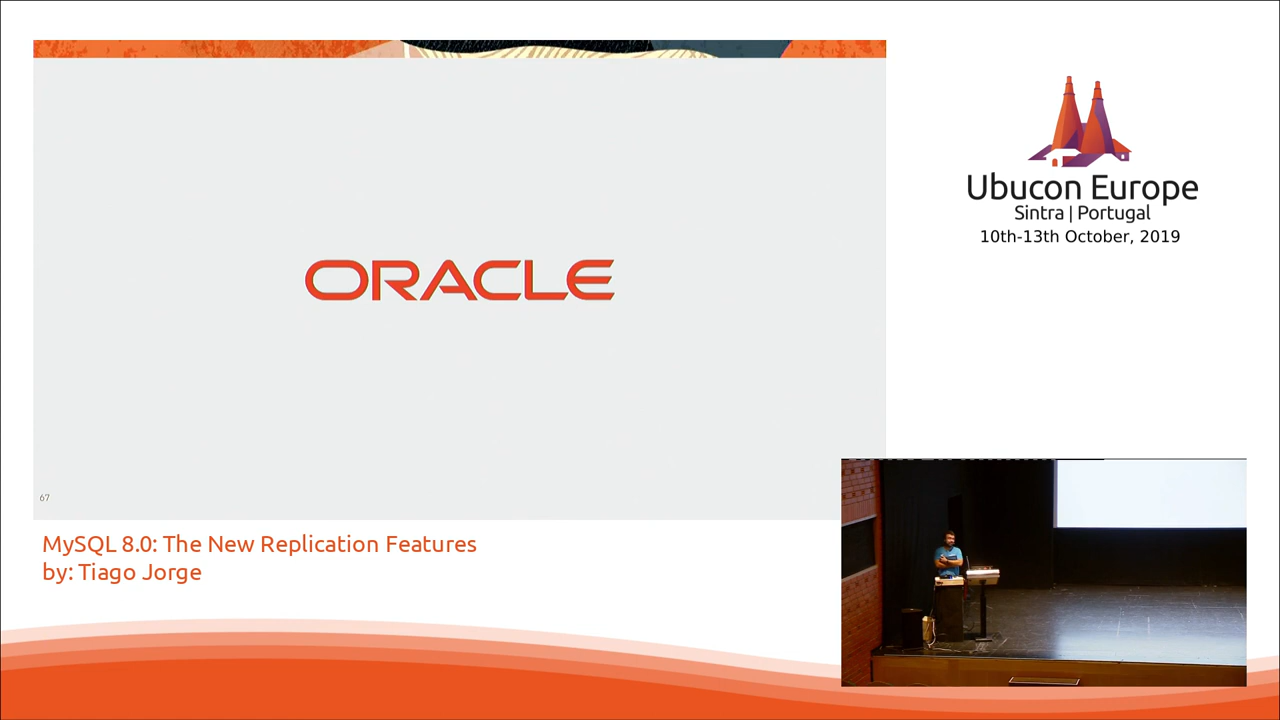 ORACLE
67
MySQL 8.0: The New Replication Features
by: Tiago Jorge
Ubucon Europe
Sintra | Portugal
10th-13th October, 2019